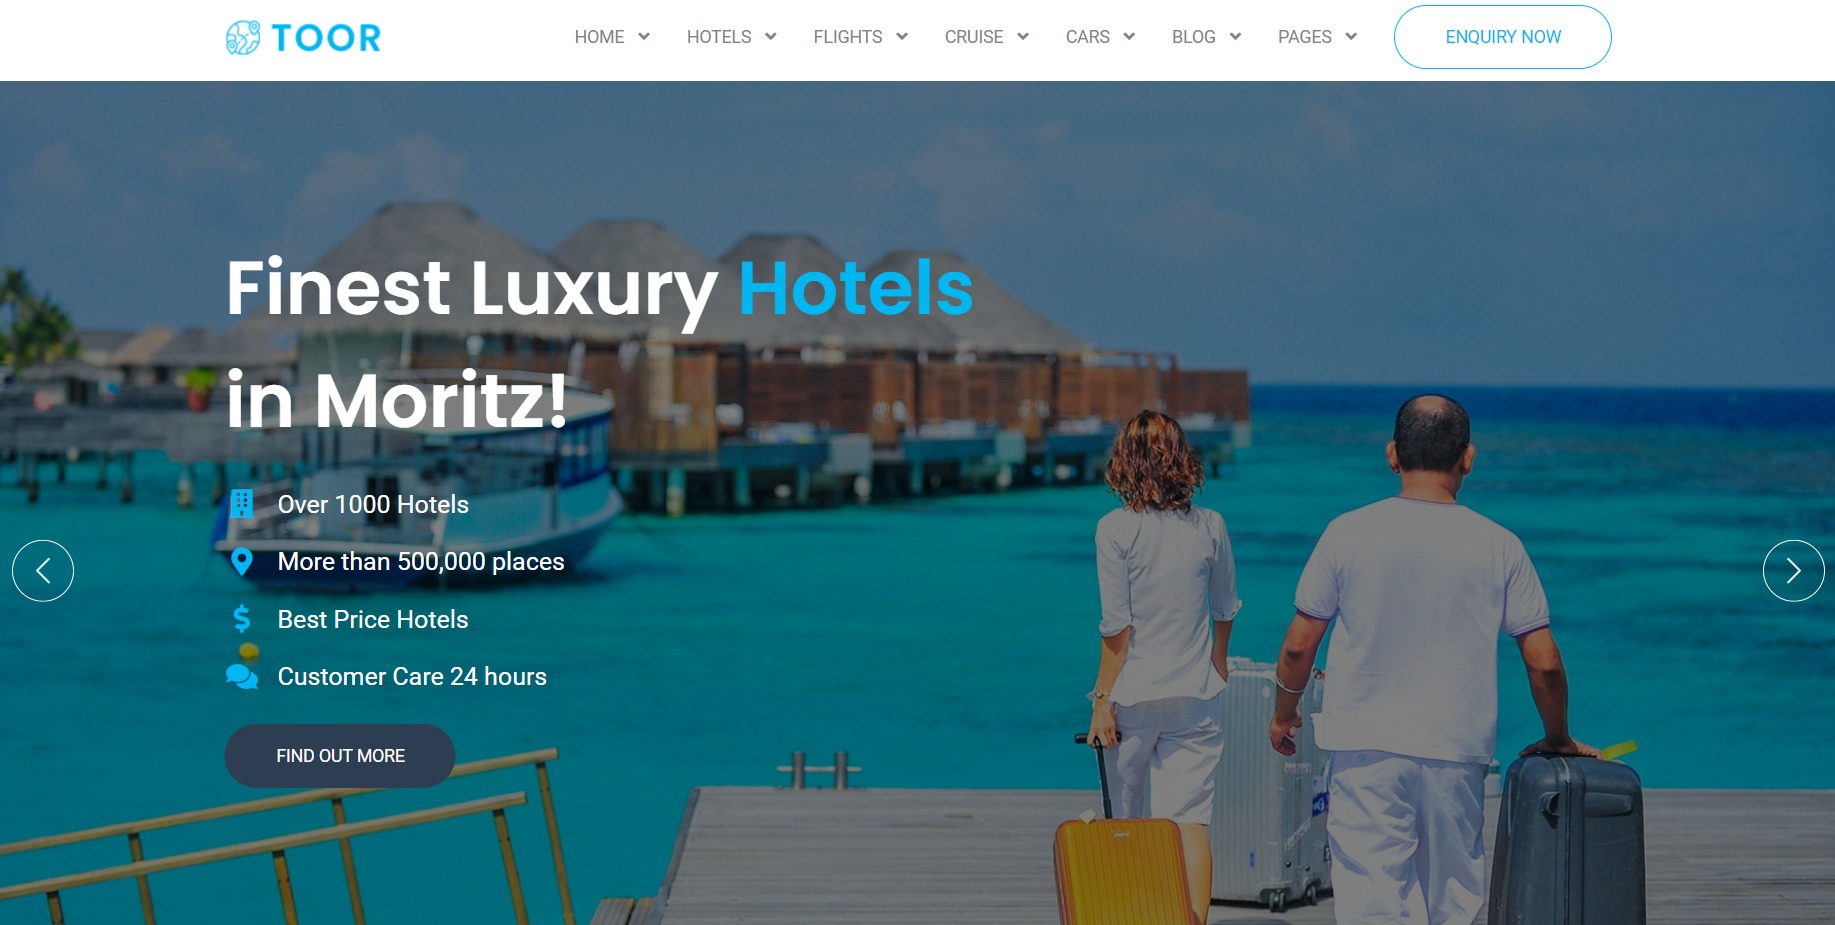 TOOR
HOME
HOTELS
FLIGHTS
CRUISE
CARS
BLOG
PAGES
ENQUIRY NOW
Finest Luxury Hotels
in Moritz!
Over 1000 Hotels
More than 500,000 places
Best Price Hotels
Customer Care 24 hours
FIND OUT MORE